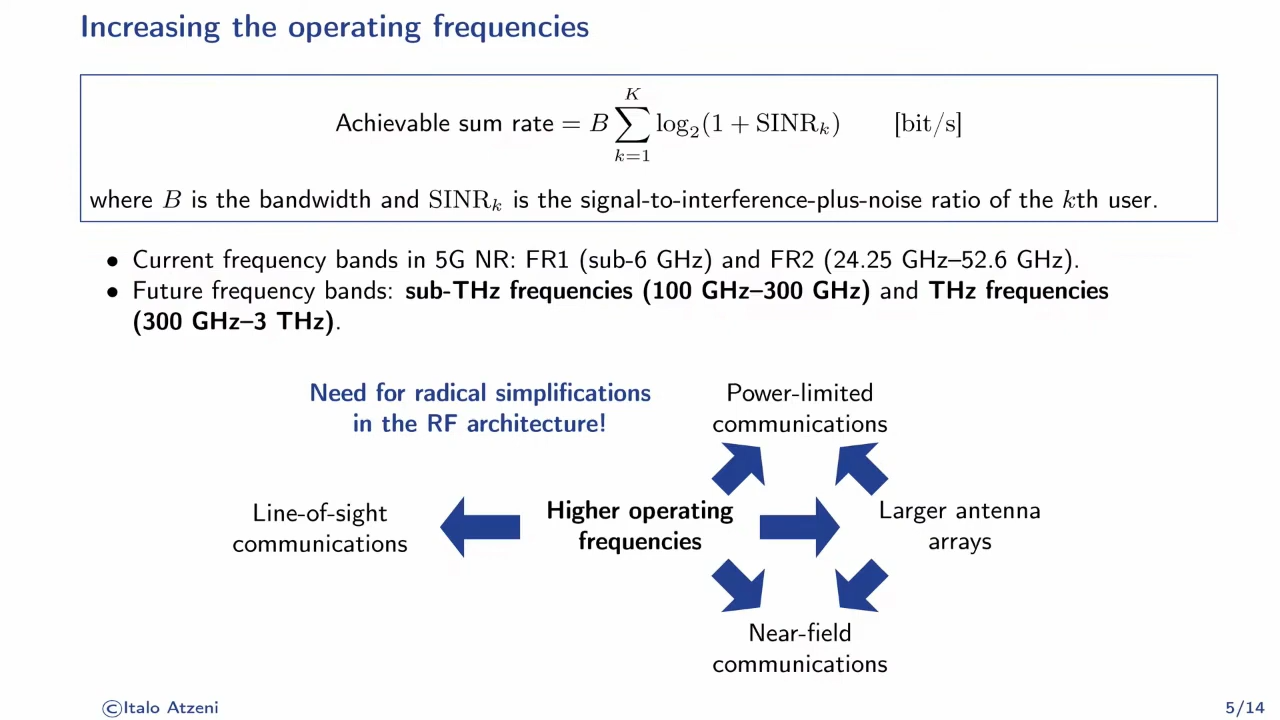 Increasing the operating frequencies
Achievable sum rate = B ∑_{k=1}^{K} log₂(1 + SINRₖ) [bit/s]
where B is the bandwidth and SINRₖ is the signal-to-interference-plus-noise ratio of the kth user.
• Current frequency bands in 5G NR: FR1 (sub-6 GHz) and FR2 (24.25 GHz–52.6 GHz).
• Future frequency bands: sub-THz frequencies (100 GHz–300 GHz) and THz frequencies
(300 GHz–3 THz).
Need for radical simplifications
in the RF architecture!
Power-limited
communications
Line-of-sight
communications
Higher operating
frequencies
Larger antenna
arrays
Near-field
communications
©Italo Atzeni
5/14